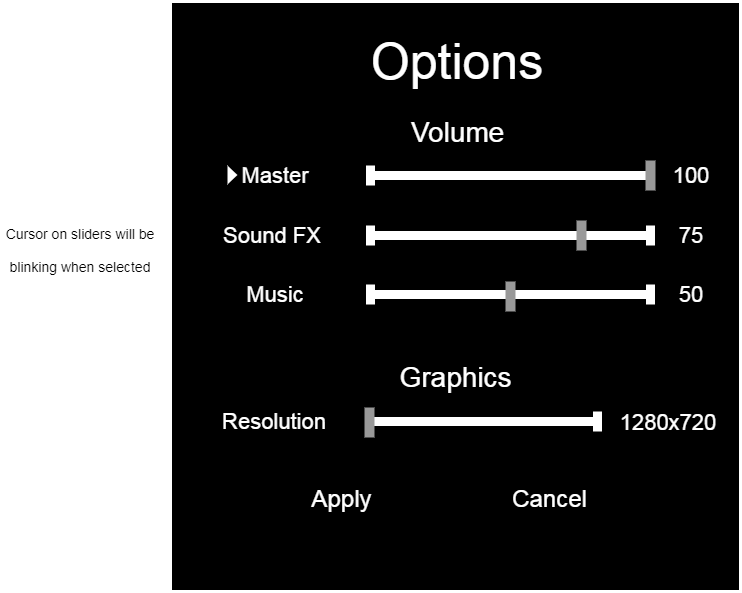 Options
Volume
Master 100
Cursor on sliders will be
blinking when selected
Sound FX 75
Music 50
Graphics
Resolution 1280x720
Apply Cancel